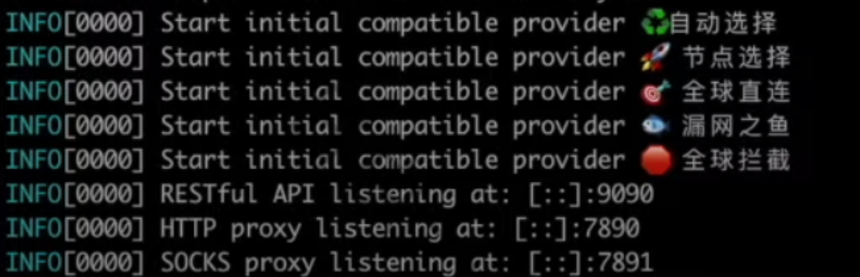 INFO[0000] Start initial compatible provider ♻️自动选择
INFO[0000] Start initial compatible provider 🚀 节点选择
INFO[0000] Start initial compatible provider 🎯 全球直连
INFO[0000] Start initial compatible provider 🐟 漏网之鱼
INFO[0000] Start initial compatible provider 🛑 全球拦截
INFO[0000] RESTful API listening at: [::]:9090
INFO[0000] HTTP proxy listening at: [::]:7890
INFO[0000] SOCKS proxy listening at: [::]:7891